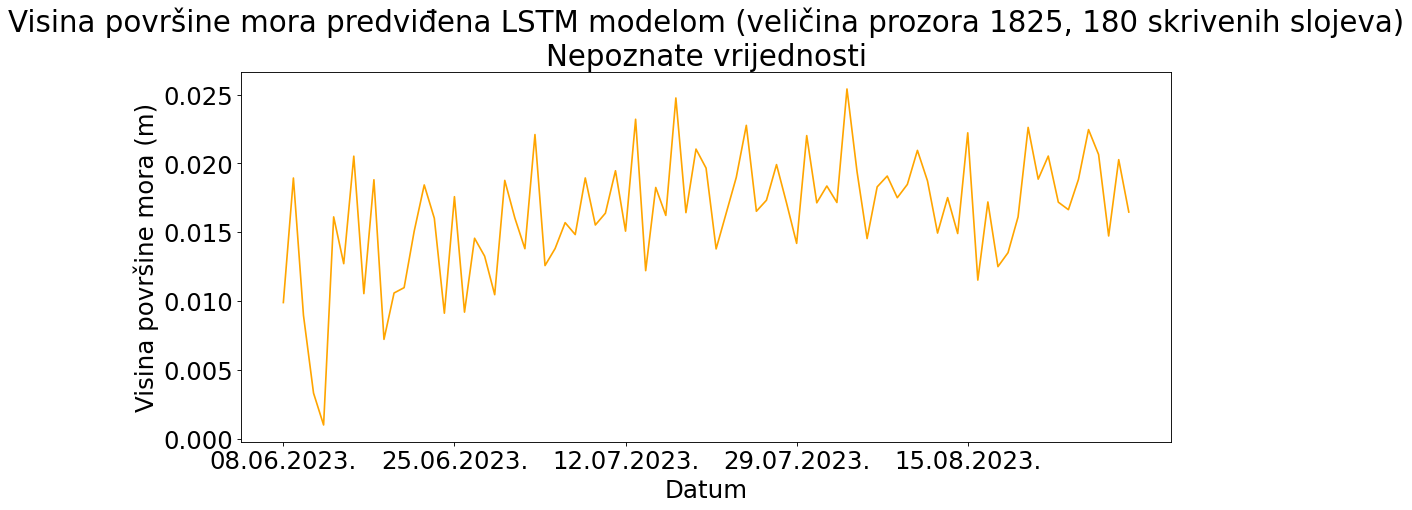 Visina površine mora predviđena LSTM modelom (veličina prozora 1825, 180 skrivenih slojeva)
Nepoznate vrijednosti
Visina površine mora (m)
0.025
0.020
0.015
0.010
0.005
0.000
08.06.2023. 25.06.2023. 12.07.2023. 29.07.2023. 15.08.2023.
Datum